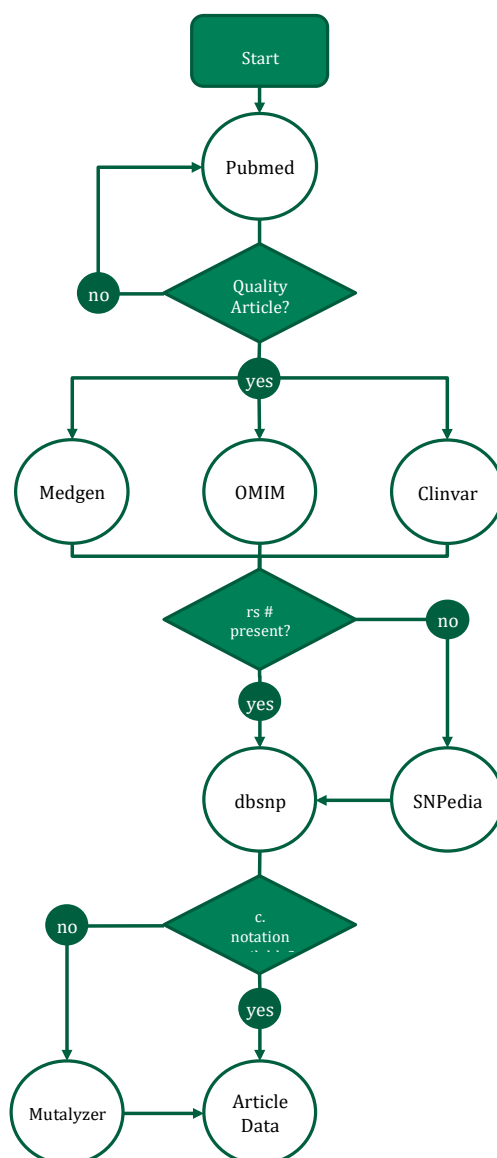 Start
Pubmed
no
Quality
Article?
yes
Medgen
OMIM
Clinvar
rs #
present?
no
yes
dbsnp
SNPedia
no
c.
notation
yes
Mutalyzer
Article
Data